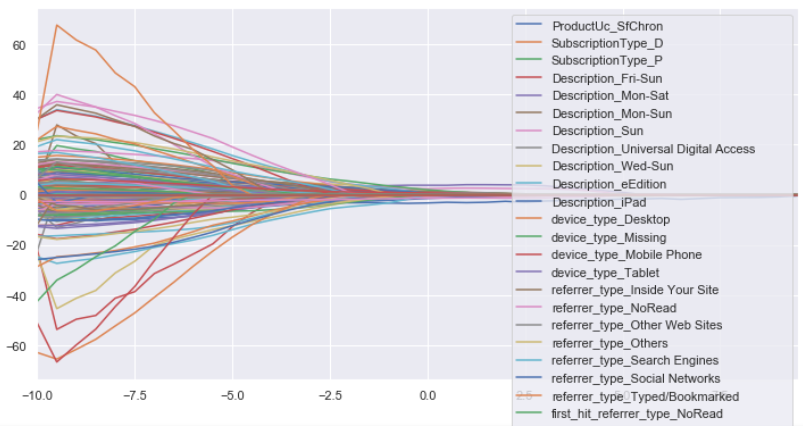 60
40
20
0
−20
−40
−60
−10.0
−7.5
−5.0
−2.5
0.0
2.5
ProductUc_SfChron
SubscriptionType_D
SubscriptionType_P
Description_Fri-Sun
Description_Mon-Sat
Description_Mon-Sun
Description_Sun
Description_Universal Digital Access
Description_Wed-Sun
Description_eEdition
Description_iPad
device_type_Desktop
device_type_Missing
device_type_Mobile Phone
device_type_Tablet
referrer_type_Inside Your Site
referrer_type_NoRead
referrer_type_Other Web Sites
referrer_type_Others
referrer_type_Search Engines
referrer_type_Social Networks
referrer_type_Typed/Bookmarked
first_hit_referrer_type_NoRead